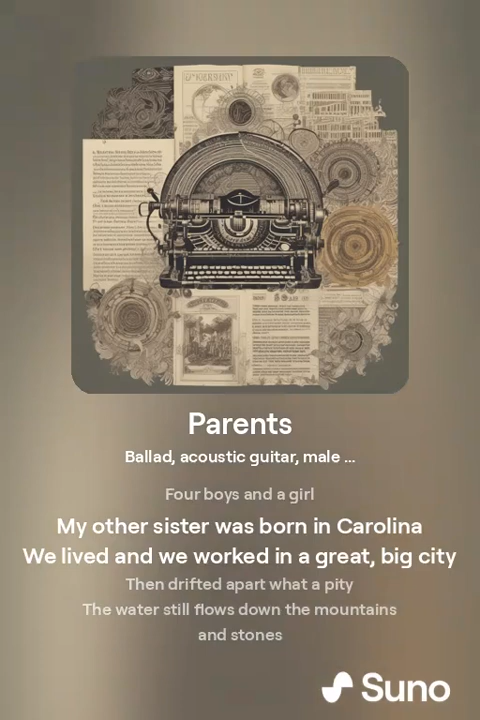 Parents
Ballad, acoustic guitar, male ...
Four boys and a girl
My other sister was born in Carolina
We lived and we worked in a great, big city
Then drifted apart what a pity
The water still flows down the mountains
and stones
Suno